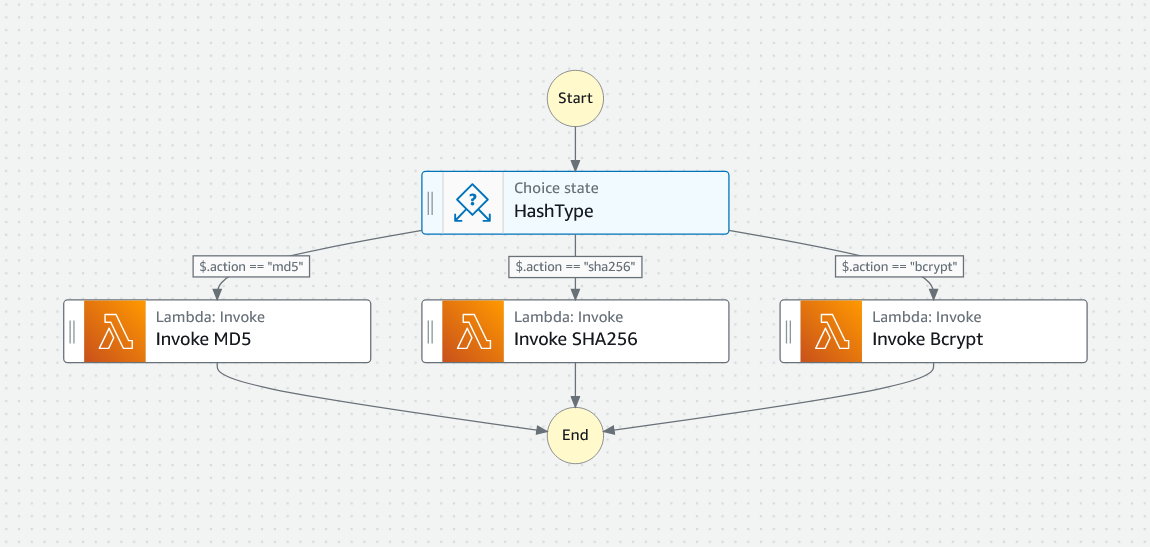 Start
Choice state
HashType
$.action == "md5"
$.action == "sha256"
$.action == "bcrypt"
Lambda: Invoke
Invoke MD5
Lambda: Invoke
Invoke SHA256
Lambda: Invoke
Invoke Bcrypt
End